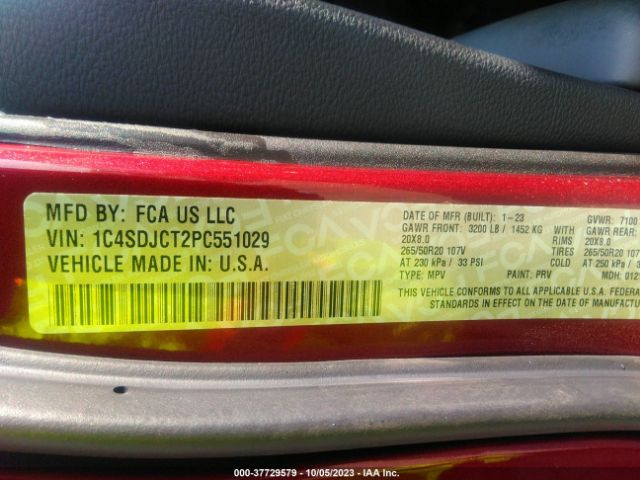 MFD BY: FCA US LLC
VIN: 1C4SDJCT2PC551029
VEHICLE MADE IN: U.S.A.
DATE OF MFR (BUILT): 1-23 GVWR: 7100
GAWR FRONT: 3200 LB / 1452 KG WITH GAWR REAR:
20X8.0 RIMS 20X8.0
265/50R20 107V TIRES 265/50R20 107
AT 230 kPa / 33 PSI COLD AT 250 kPa /
TYPE: MPV PAINT: PRV MDH: 012
THIS VEHICLE CONFORMS TO ALL APPLICABLE U.S.A. FEDERA
STANDARDS IN EFFECT ON THE DATE OF MANUFAC
000-37729579 - 10/05/2023 - IAA Inc.